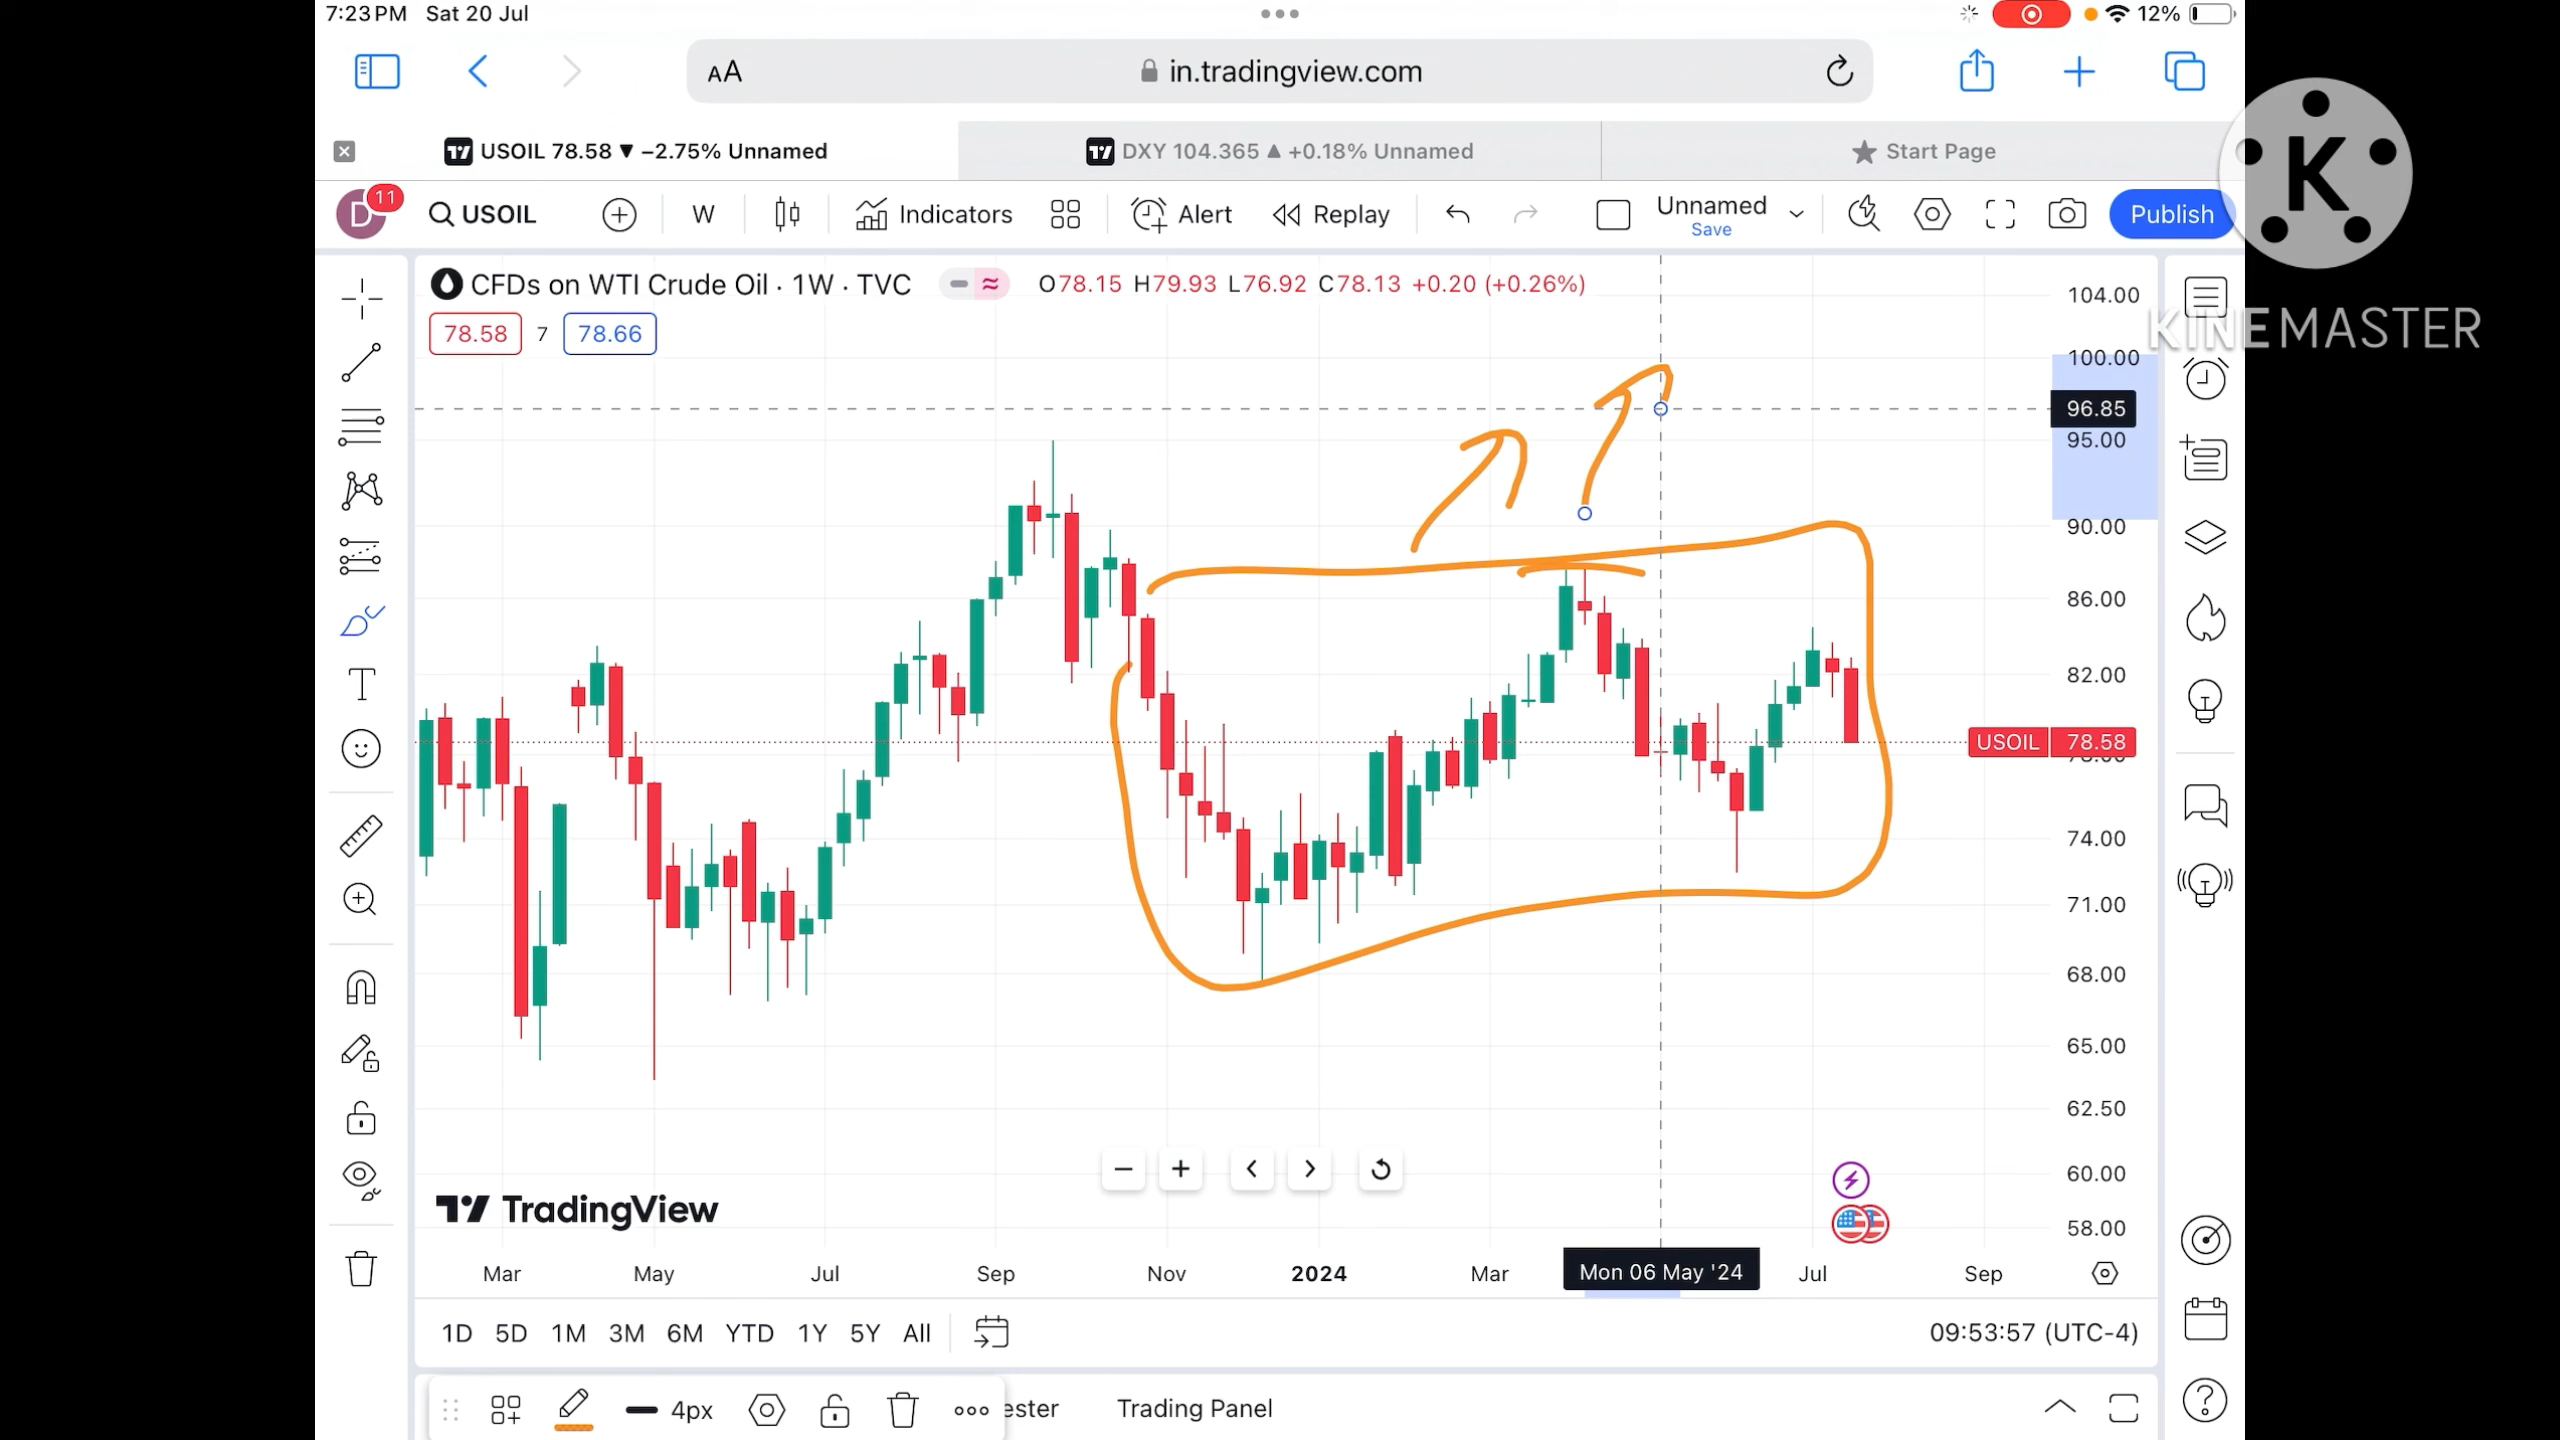 7:23 PM Sat 20 Jul
12%
AA
in.tradingview.com
USOIL 78.58 ▼ −2.75% Unnamed
DXY 104.365 ▲ +0.18% Unnamed
Start Page
D
11
USOIL
W
Indicators
Alert
Replay
Unnamed
Save
Publish
K
KINEMASTER
CFDs on WTI Crude Oil · 1W · TVC
O78.15 H79.93 L76.92 C78.13 +0.20 (+0.26%)
78.58 7 78.66
104.00
100.00
96.85
95.00
90.00
86.00
82.00
USOIL 78.58
74.00
71.00
68.00
65.00
62.50
60.00
58.00
TradingView
Mar May Jul Sep Nov 2024 Mar Mon 06 May '24 Jul Sep
1D 5D 1M 3M 6M YTD 1Y 5Y All
09:53:57 (UTC-4)
4px
ester
Trading Panel